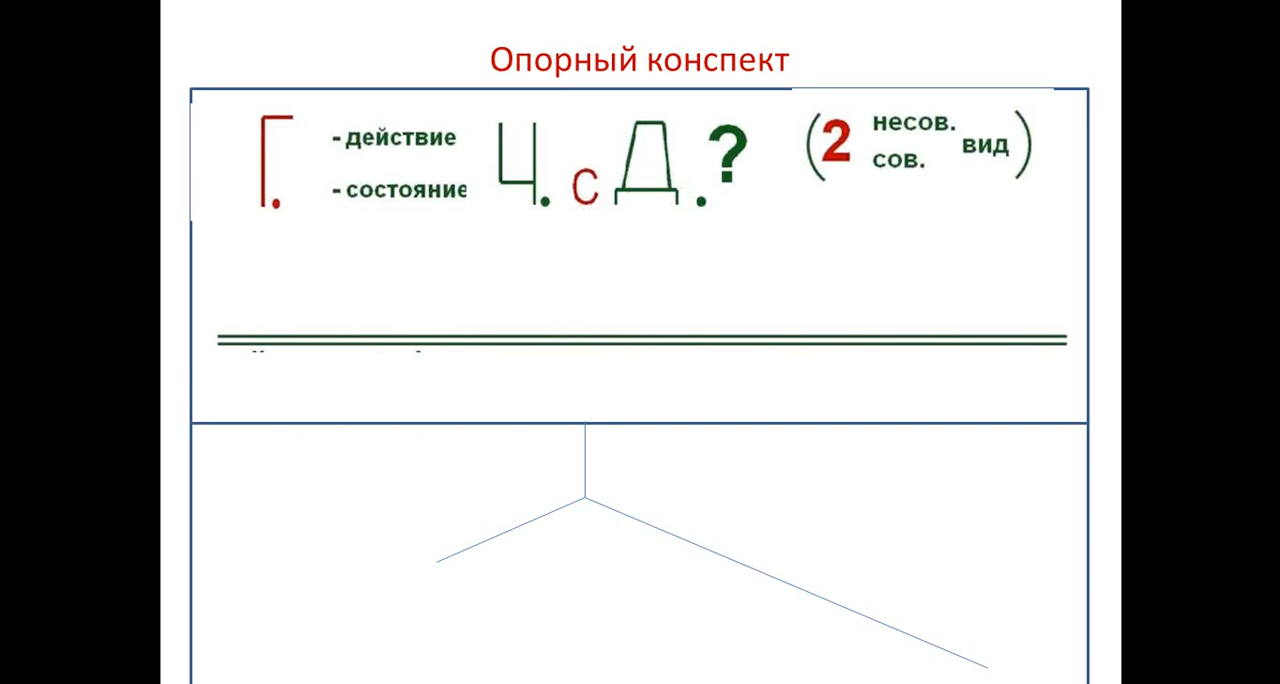 Опорный конспект
Г. - действие
- состояние
Ч. с Д. ? (2 несов.
сов. вид)